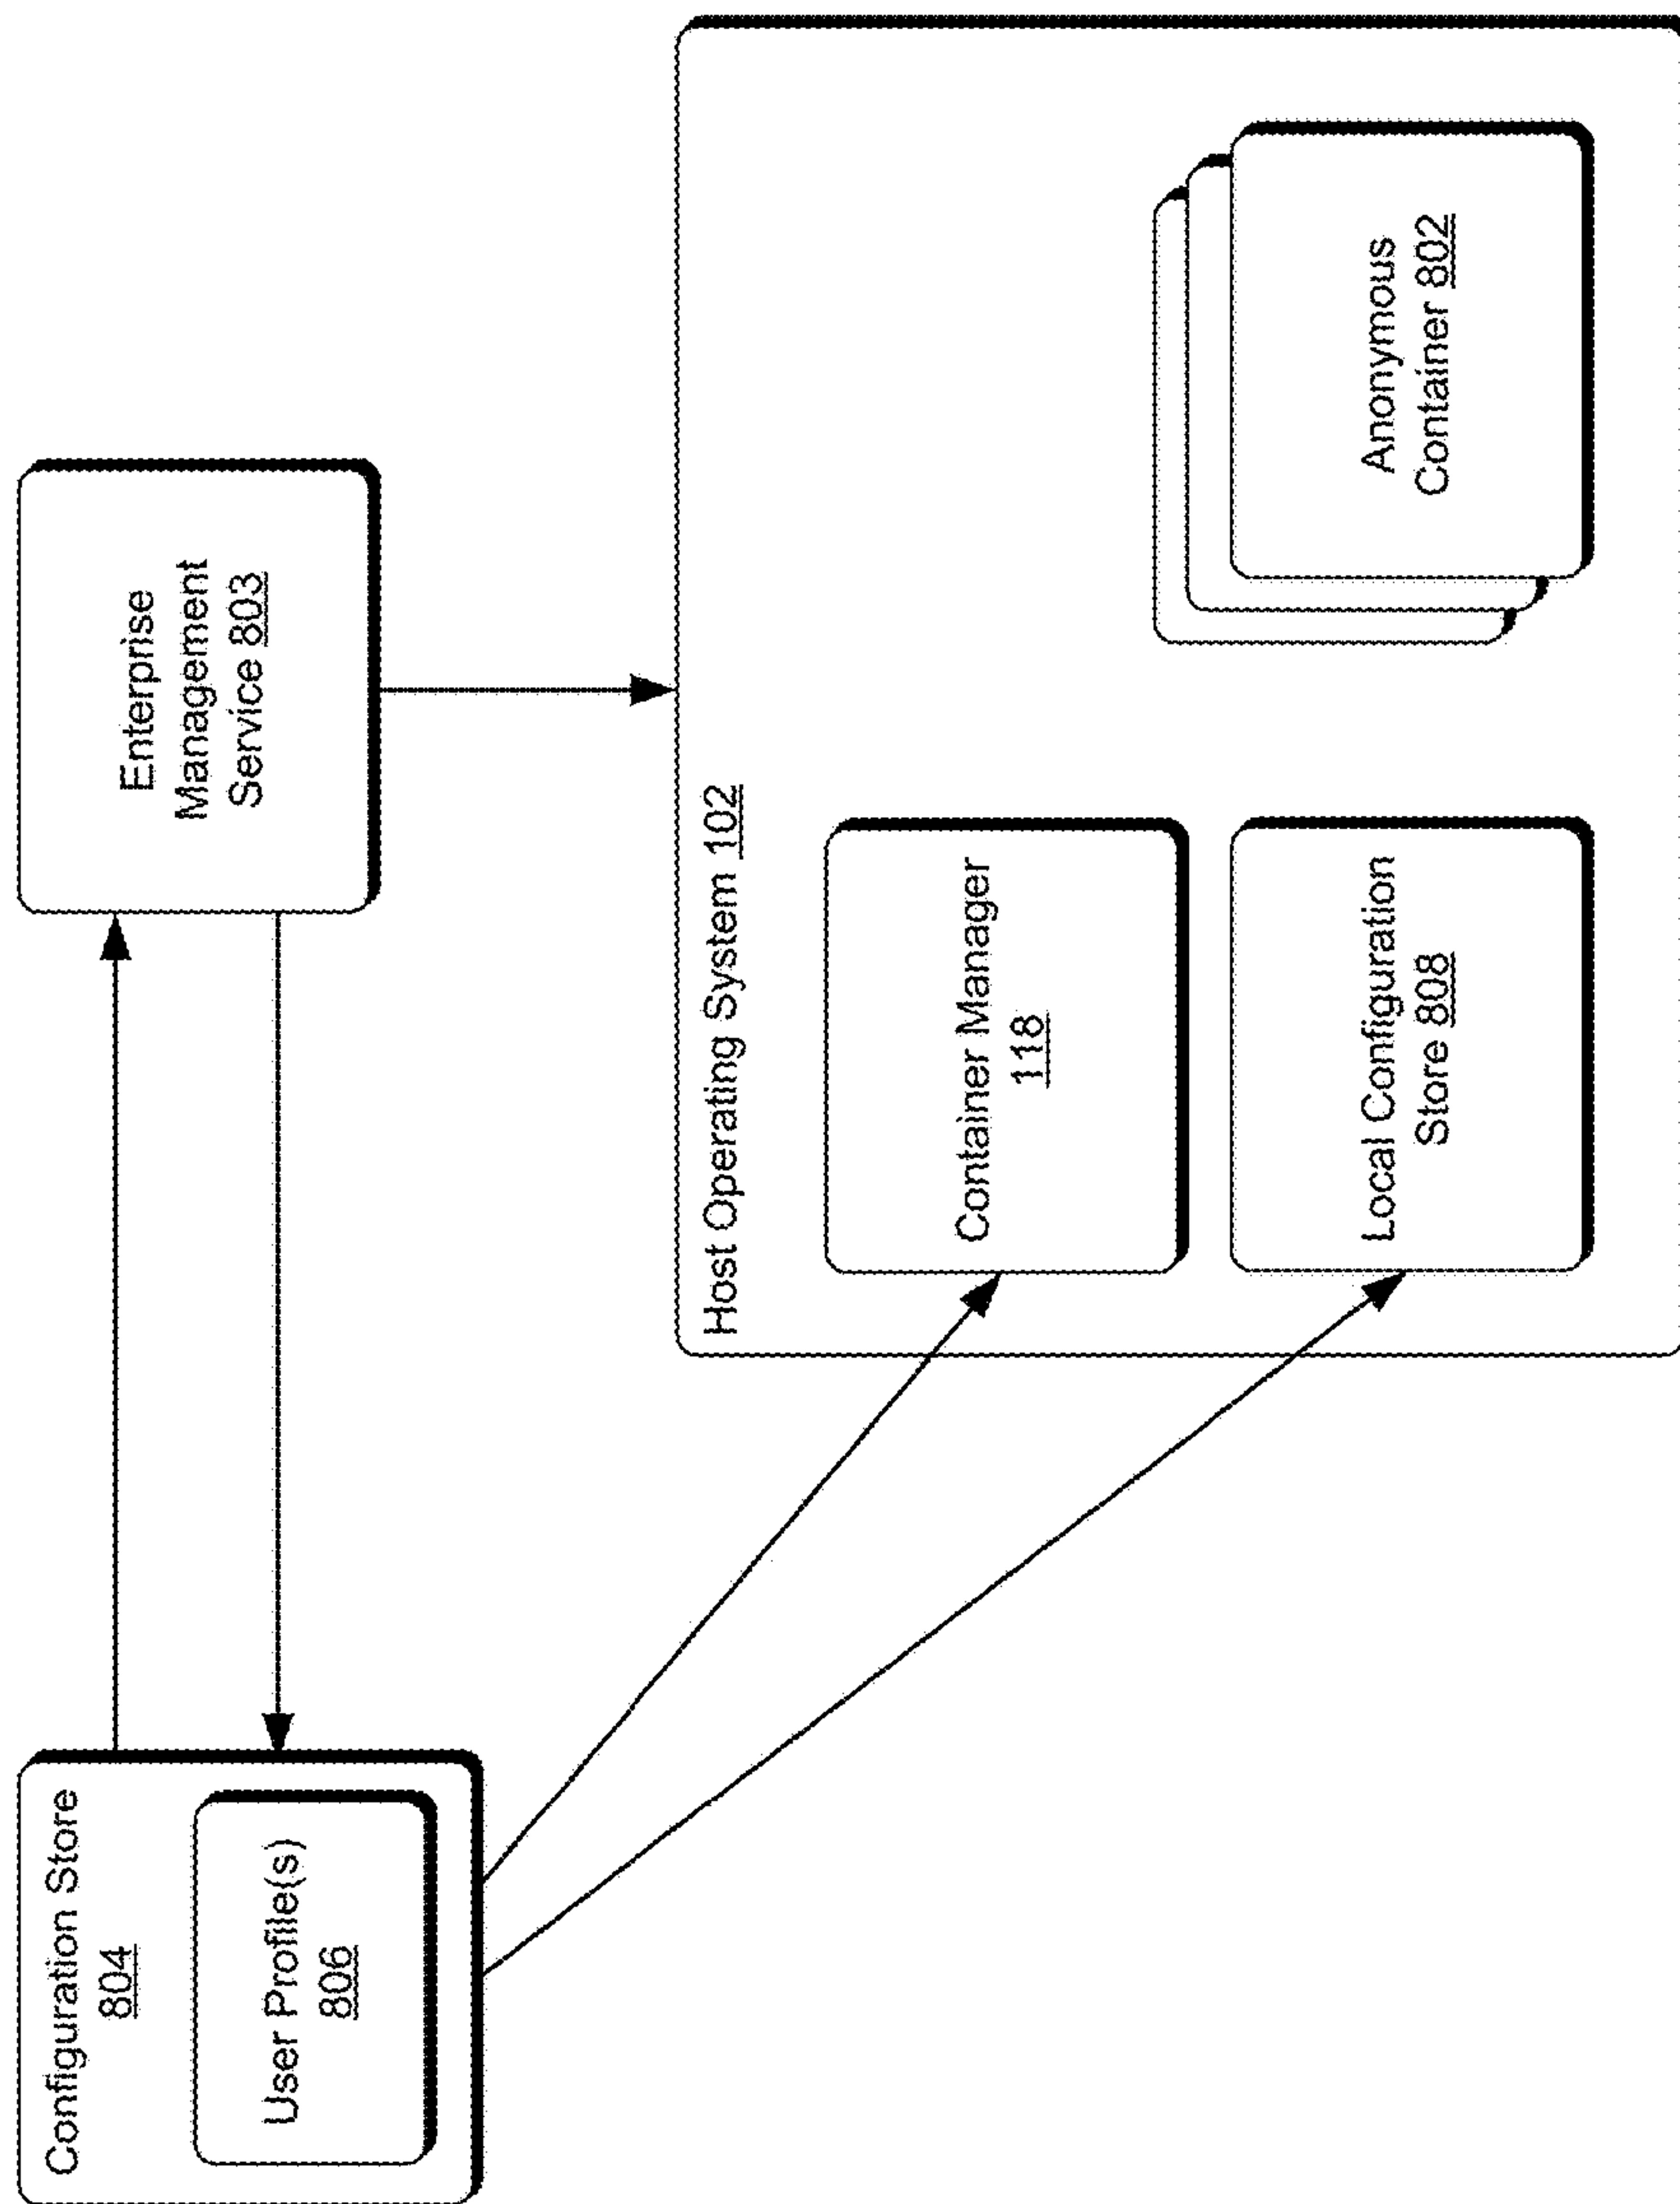 Configuration Store
804
User Profile(s)
806
Enterprise
Management
Service 803
Host Operating System 102
Container Manager
118
Local Configuration
Store 808
Anonymous
Container 802